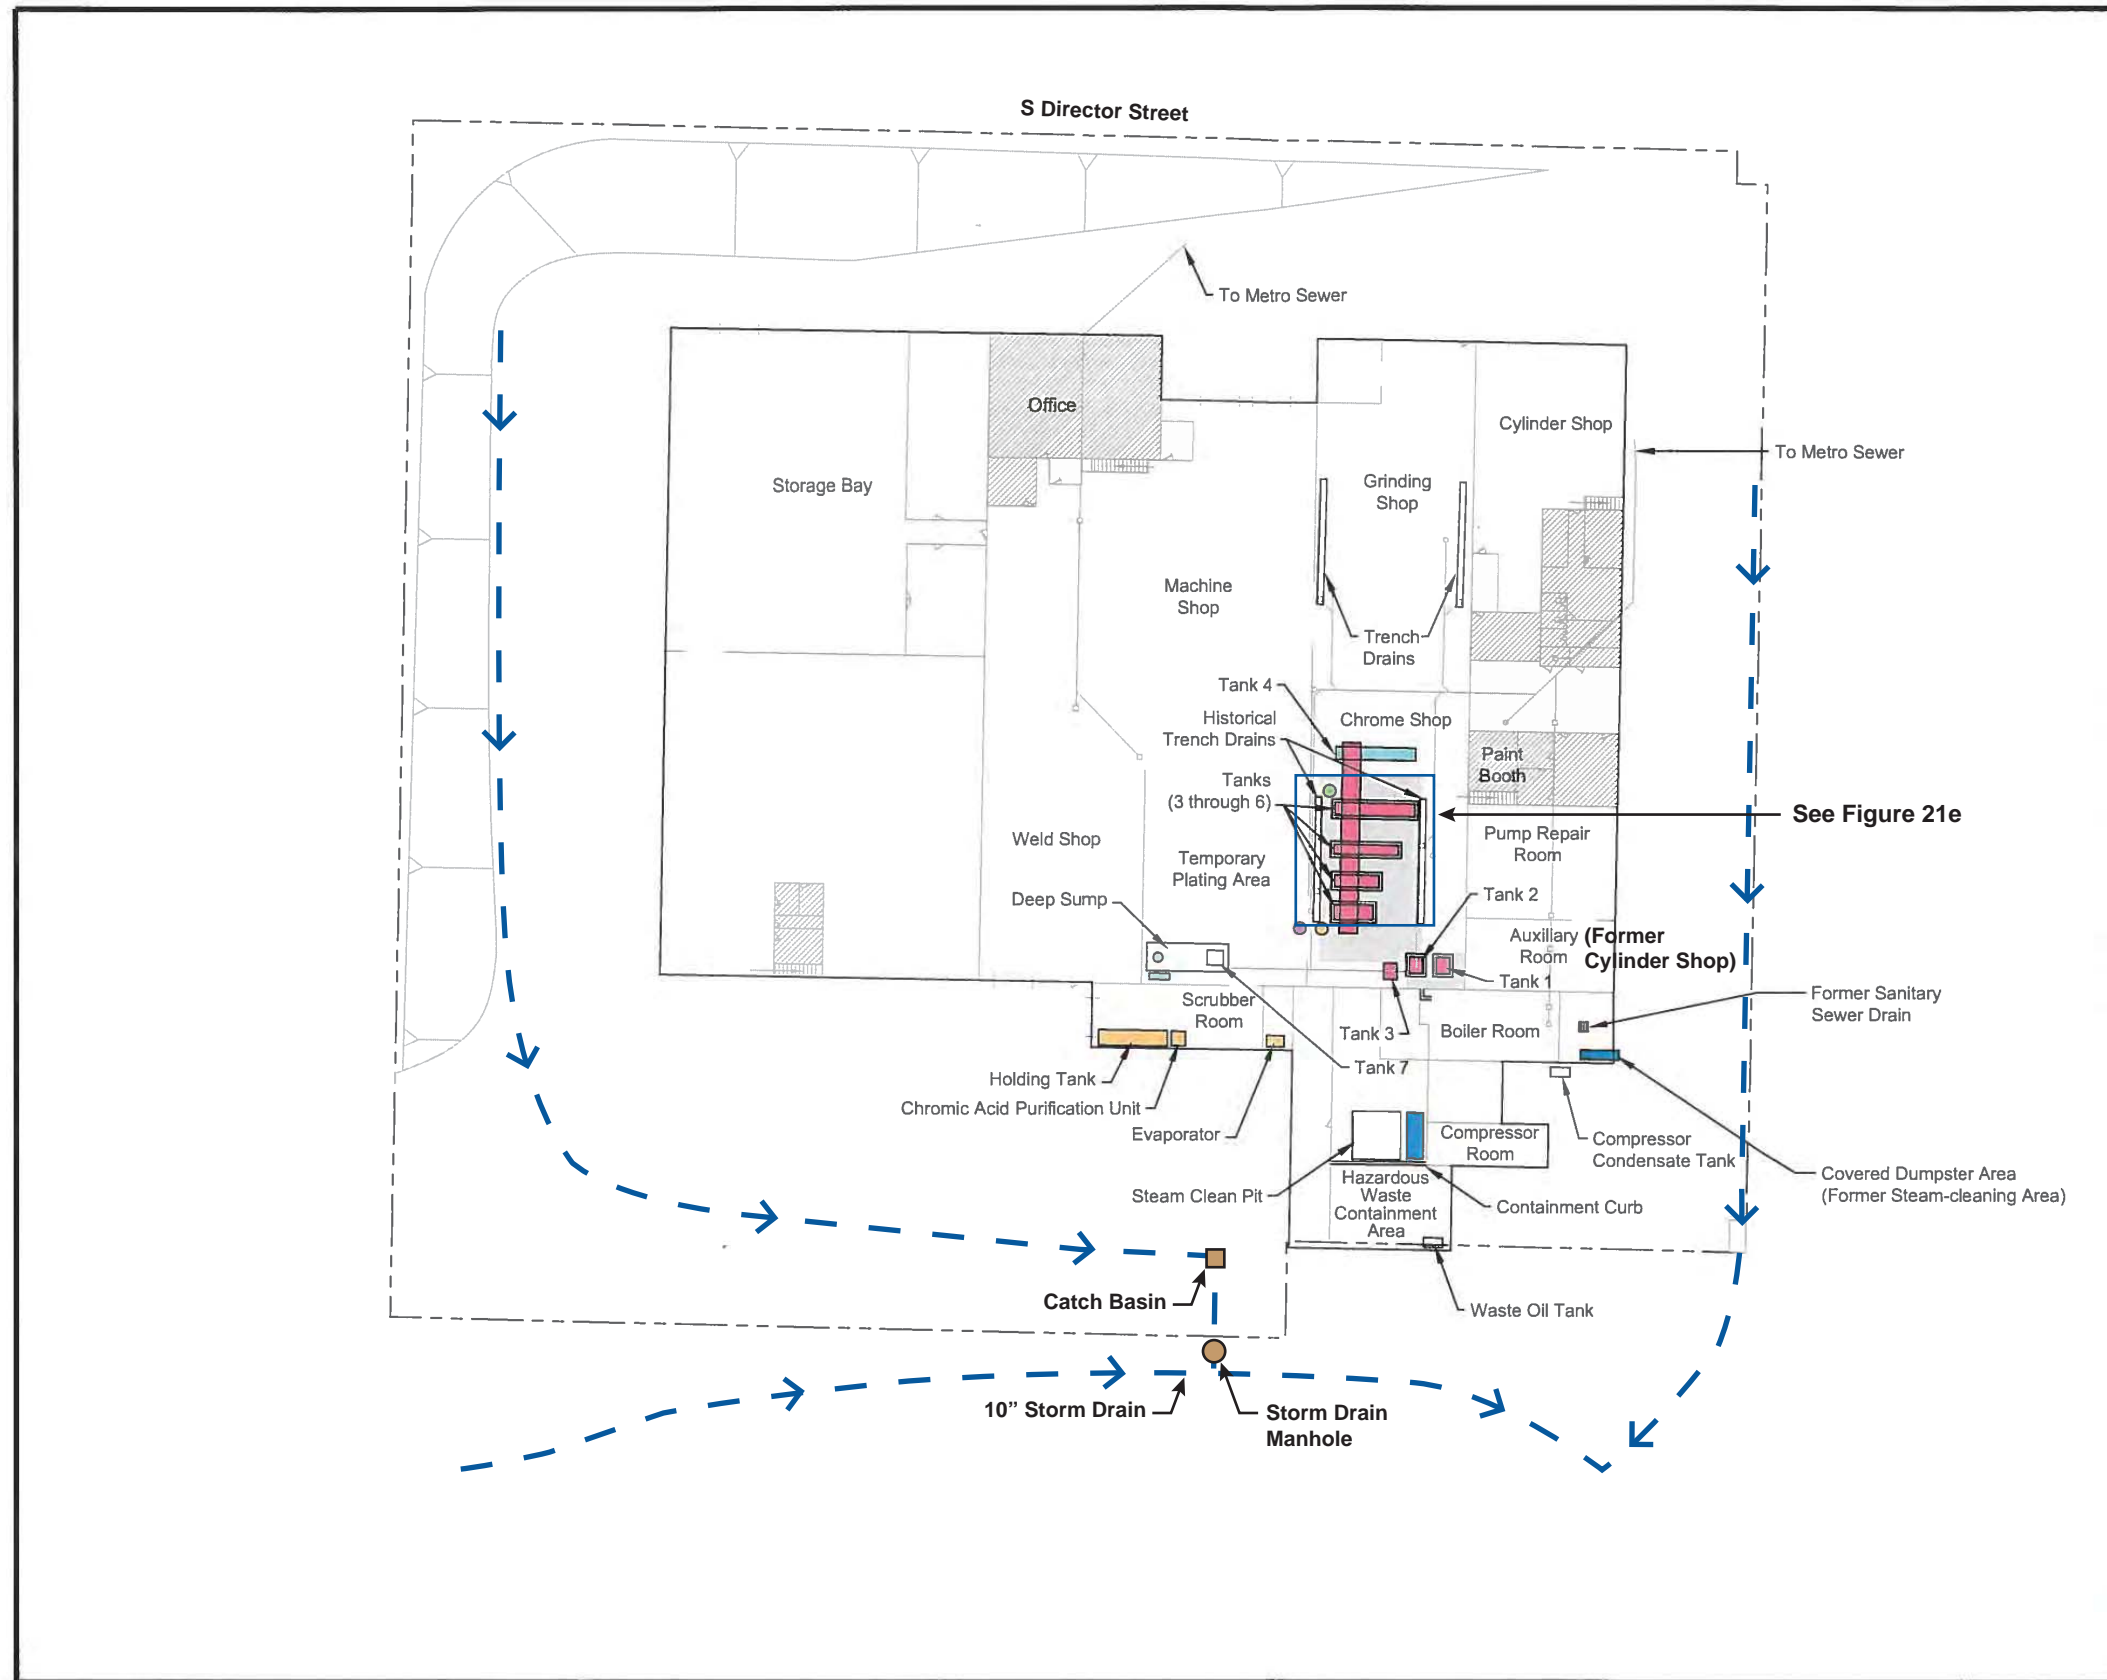 S Director Street
To Metro Sewer
Office
Cylinder Shop
To Metro Sewer
Storage Bay
Grinding
Shop
Machine
Shop
Trench
Drains
Tank 4
Historical
Trench Drains
Chrome Shop
Paint
Booth
Tanks
(3 through 6)
See Figure 21e
Weld Shop
Pump Repair
Room
Temporary
Plating Area
Deep Sump
Tank 2
Auxiliary
Room
(Former
Cylinder Shop)
Tank 1
Scrubber
Room
Former Sanitary
Sewer Drain
Tank 3
Boiler Room
Tank 7
Holding Tank
Chromic Acid Purification Unit
Evaporator
Compressor
Room
Compressor
Condensate Tank
Covered Dumpster Area
(Former Steam-cleaning Area)
Steam Clean Pit
Hazardous
Waste
Containment
Area
Containment Curb
Catch Basin
Waste Oil Tank
10” Storm Drain
Storm Drain
Manhole